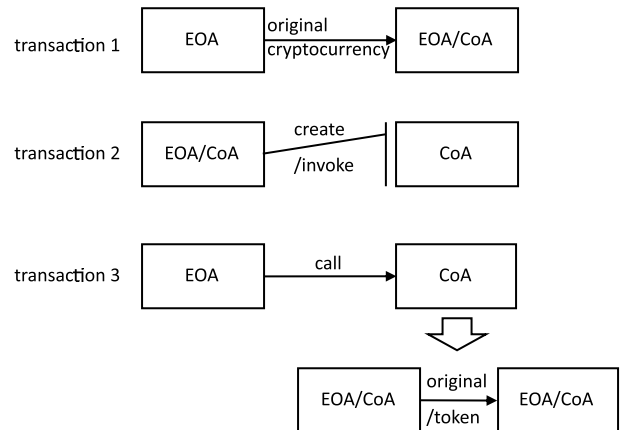 transaction 1
EOA
original
cryptocurrency
EOA/CoA
transaction 2
EOA/CoA
create
/invoke
CoA
transaction 3
EOA
call
CoA
EOA/CoA
original
/token
EOA/CoA